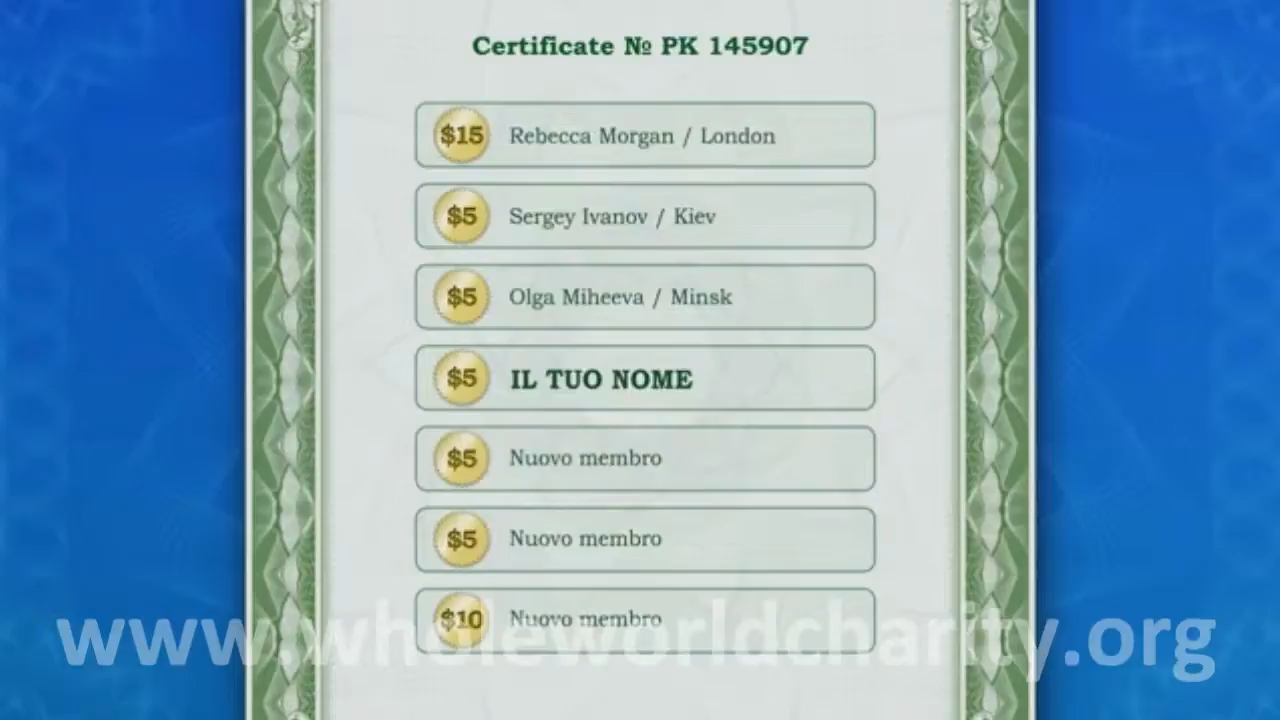 Certificate № PK 145907
$15 Rebecca Morgan / London
$5 Sergey Ivanov / Kiev
$5 Olga Miheeva / Minsk
$5 IL TUO NOME
$5 Nuovo membro
$5 Nuovo membro
$10 Nuovo membro
www.wholeworldcharity.org